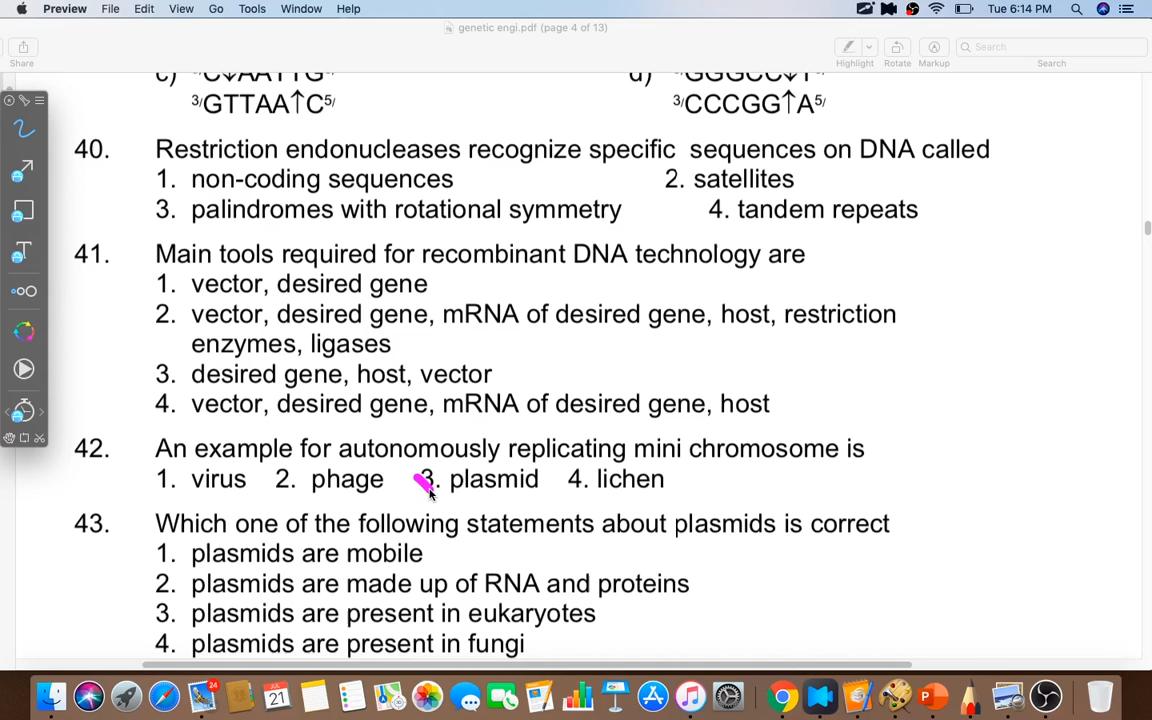 Preview File Edit View Go Tools Window Help Tue 6:14 PM
genetic engi.pdf (page 4 of 13)
Share Highlight Rotate Markup Search Search
c) d)
3/GTTAA↑C5/ 3/CCCGG↑A5/
40. Restriction endonucleases recognize specific sequences on DNA called
1. non-coding sequences 2. satellites
3. palindromes with rotational symmetry 4. tandem repeats
41. Main tools required for recombinant DNA technology are
1. vector, desired gene
2. vector, desired gene, mRNA of desired gene, host, restriction
enzymes, ligases
3. desired gene, host, vector
4. vector, desired gene, mRNA of desired gene, host
42. An example for autonomously replicating mini chromosome is
1. virus 2. phage 3. plasmid 4. lichen
43. Which one of the following statements about plasmids is correct
1. plasmids are mobile
2. plasmids are made up of RNA and proteins
3. plasmids are present in eukaryotes
4. plasmids are present in fungi
24
JUL
21